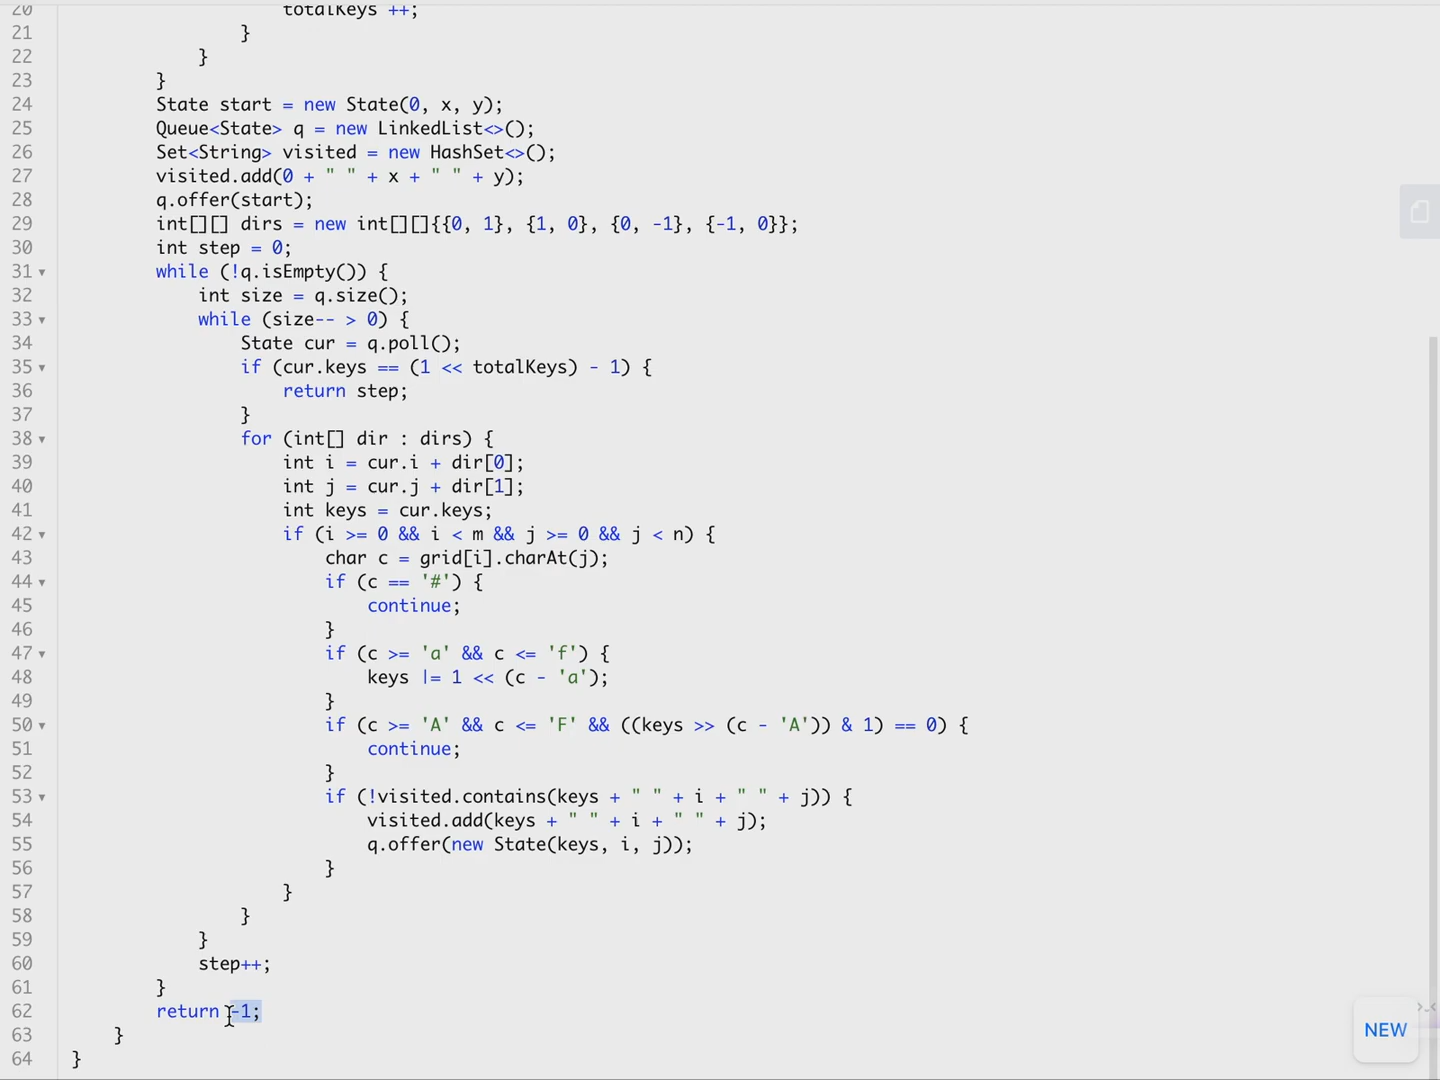 20 totalKeys ++;
21 }
22 }
23 }
24 State start = new State(0, x, y);
25 Queue<State> q = new LinkedList<>();
26 Set<String> visited = new HashSet<>();
27 visited.add(0 + " " + x + " " + y);
28 q.offer(start);
29 int[][] dirs = new int[][]{{0, 1}, {1, 0}, {0, -1}, {-1, 0}};
30 int step = 0;
31 while (!q.isEmpty()) {
32 int size = q.size();
33 while (size-- > 0) {
34 State cur = q.poll();
35 if (cur.keys == (1 << totalKeys) - 1) {
36 return step;
37 }
38 for (int[] dir : dirs) {
39 int i = cur.i + dir[0];
40 int j = cur.j + dir[1];
41 int keys = cur.keys;
42 if (i >= 0 && i < m && j >= 0 && j < n) {
43 char c = grid[i].charAt(j);
44 if (c == '#') {
45 continue;
46 }
47 if (c >= 'a' && c <= 'f') {
48 keys |= 1 << (c - 'a');
49 }
50 if (c >= 'A' && c <= 'F' && ((keys >> (c - 'A')) & 1) == 0) {
51 continue;
52 }
53 if (!visited.contains(keys + " " + i + " " + j)) {
54 visited.add(keys + " " + i + " " + j);
55 q.offer(new State(keys, i, j));
56 }
57 }
58 }
59 }
60 step++;
61 }
62 return -1;
63 }
64 }
NEW